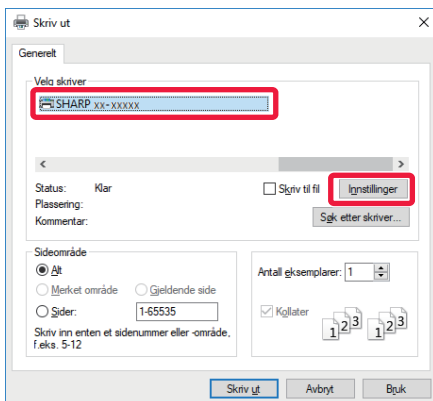 Skriv ut
Generelt
Velg skriver
SHARP xx-xxxxx
Status: Klar
Skriv til fil
Innstillinger
Plassering:
Kommentar:
Søk etter skriver...
Sideområde
Alt
Merket område
Gjeldende side
Sider: 1-65535
Skriv inn enten et sidenummer eller -område,
f.eks. 5-12
Antall eksemplarer: 1
Kollater
1 2 3 1 2 3
Skriv ut Avbryt Bruk